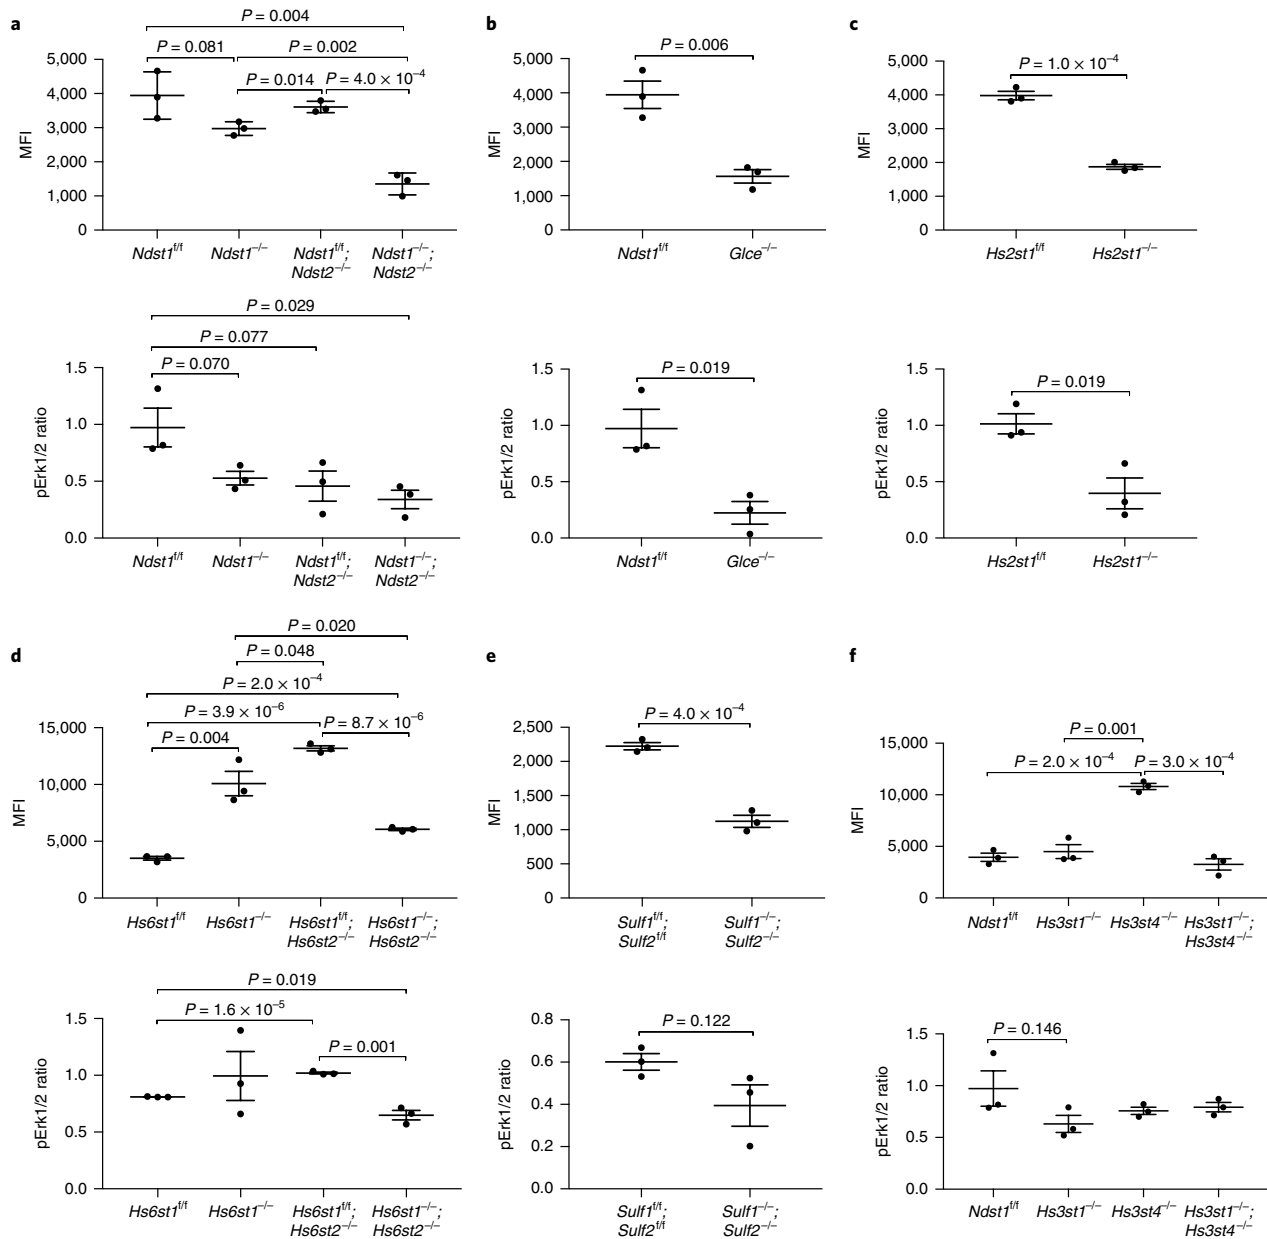 a
P = 0.004
P = 0.081
P = 0.002
P = 0.014
P = 4.0 × 10⁻⁴
MFI
5,000
4,000
3,000
2,000
1,000
0
Ndst1f/f
Ndst1−/−
Ndst1f/f;
Ndst2−/−
Ndst1−/−;
Ndst2−/−
P = 0.029
P = 0.077
P = 0.070
pErk1/2 ratio
1.5
1.0
0.5
0.0
Ndst1f/f
Ndst1−/−
Ndst1f/f;
Ndst2−/−
Ndst1−/−;
Ndst2−/−
b
P = 0.006
MFI
5,000
4,000
3,000
2,000
1,000
0
Ndst1f/f
Glce−/−
P = 0.019
pErk1/2 ratio
1.5
1.0
0.5
0.0
Ndst1f/f
Glce−/−
c
P = 1.0 × 10⁻⁴
MFI
5,000
4,000
3,000
2,000
1,000
0
Hs2st1f/f
Hs2st1−/−
P = 0.019
pErk1/2 ratio
1.5
1.0
0.5
0.0
Hs2st1f/f
Hs2st1−/−
d
P = 0.020
P = 0.048
P = 2.0 × 10⁻⁴
P = 3.9 × 10⁻⁶
P = 8.7 × 10⁻⁶
P = 0.004
MFI
15,000
10,000
5,000
0
Hs6st1f/f
Hs6st1−/−
Hs6st1f/f;
Hs6st2−/−
Hs6st1−/−;
Hs6st2−/−
P = 0.019
P = 1.6 × 10⁻⁵
P = 0.001
pErk1/2 ratio
1.5
1.0
0.5
0.0
Hs6st1f/f
Hs6st1−/−
Hs6st1f/f;
Hs6st2−/−
Hs6st1−/−;
Hs6st2−/−
e
P = 4.0 × 10⁻⁴
MFI
2,500
2,000
1,500
1,000
500
0
Sulf1f/f;
Sulf2f/f
Sulf1−/−;
Sulf2−/−
P = 0.122
pErk1/2 ratio
0.8
0.6
0.4
0.2
0.0
Sulf1f/f;
Sulf2f/f
Sulf1−/−;
Sulf2−/−
f
P = 0.001
P = 2.0 × 10⁻⁴
P = 3.0 × 10⁻⁴
MFI
15,000
10,000
5,000
0
Ndst1f/f
Hs3st1−/−
Hs3st4−/−
Hs3st1−/−;
Hs3st4−/−
P = 0.146
pErk1/2 ratio
1.5
1.0
0.5
0.0
Ndst1f/f
Hs3st1−/−
Hs3st4−/−
Hs3st1−/−;
Hs3st4−/−